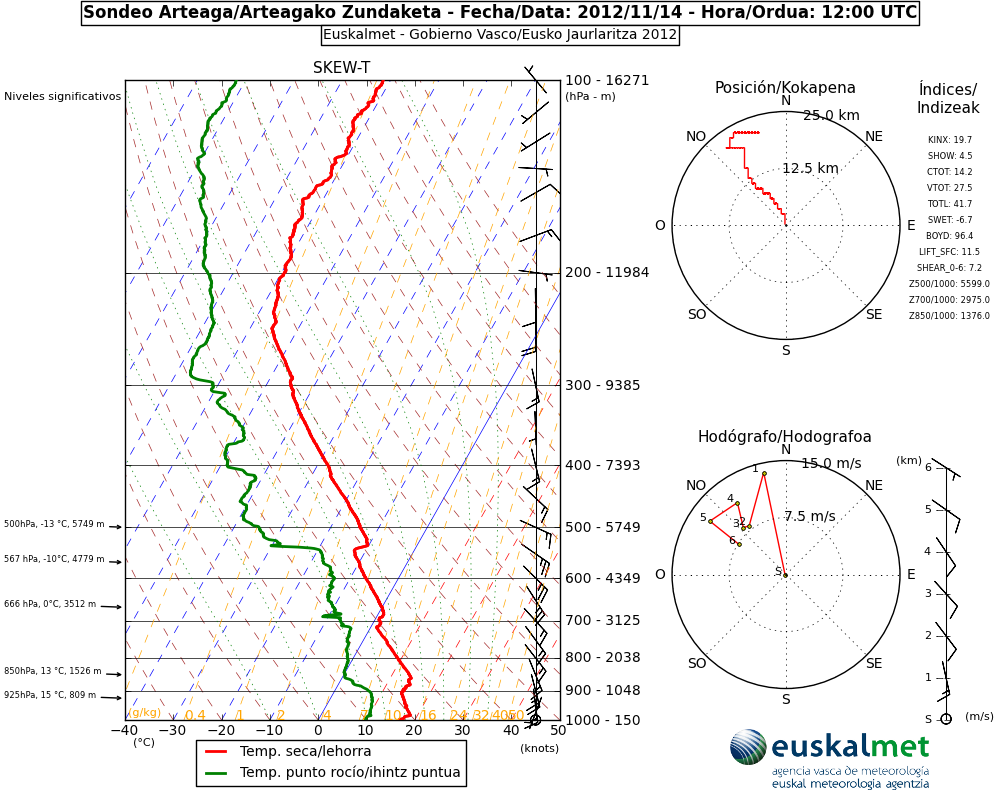 Sondeo Arteaga/Arteagako Zundaketa - Fecha/Data: 2012/11/14 - Hora/Ordua: 12:00 UTC
Euskalmet - Gobierno Vasco/Eusko Jaurlaritza 2012
SKEW-T
Niveles significativos
500hPa, -13 °C, 5749 m
567 hPa, -10°C, 4779 m
666 hPa, 0°C, 3512 m
850hPa, 13 °C, 1526 m
925hPa, 15 °C, 809 m
100 - 16271
(hPa - m)
200 - 11984
300 - 9385
400 - 7393
500 - 5749
600 - 4349
700 - 3125
800 - 2038
900 - 1048
1000 - 150
(g/kg) 0.4 1 2 4 7 10 16 24 32 40 50
−40 −30 −20 −10 0 10 20 30 40 50
(°C)
(knots)
Temp. seca/lehorra
Temp. punto rocío/ihintz puntua
Posición/Kokapena
N
25.0 km
NO NE
12.5 km
O E
SO SE
S
Índices/
Indizeak
KINX: 19.7
SHOW: 4.5
CTOT: 14.2
VTOT: 27.5
TOTL: 41.7
SWET: -6.7
BOYD: 96.4
LIFT_SFC: 11.5
SHEAR_0-6: 7.2
Z500/1000: 5599.0
Z700/1000: 2975.0
Z850/1000: 1376.0
Hodógrafo/Hodografoa
N
15.0 m/s
1
NO NE
4
7.5 m/s
5
3 2
6
S
O E
SO SE
S
(km)
6
5
4
3
2
1
S
(m/s)
euskalmet
agencia vasca de meteorología
euskal meteorologia agentzia